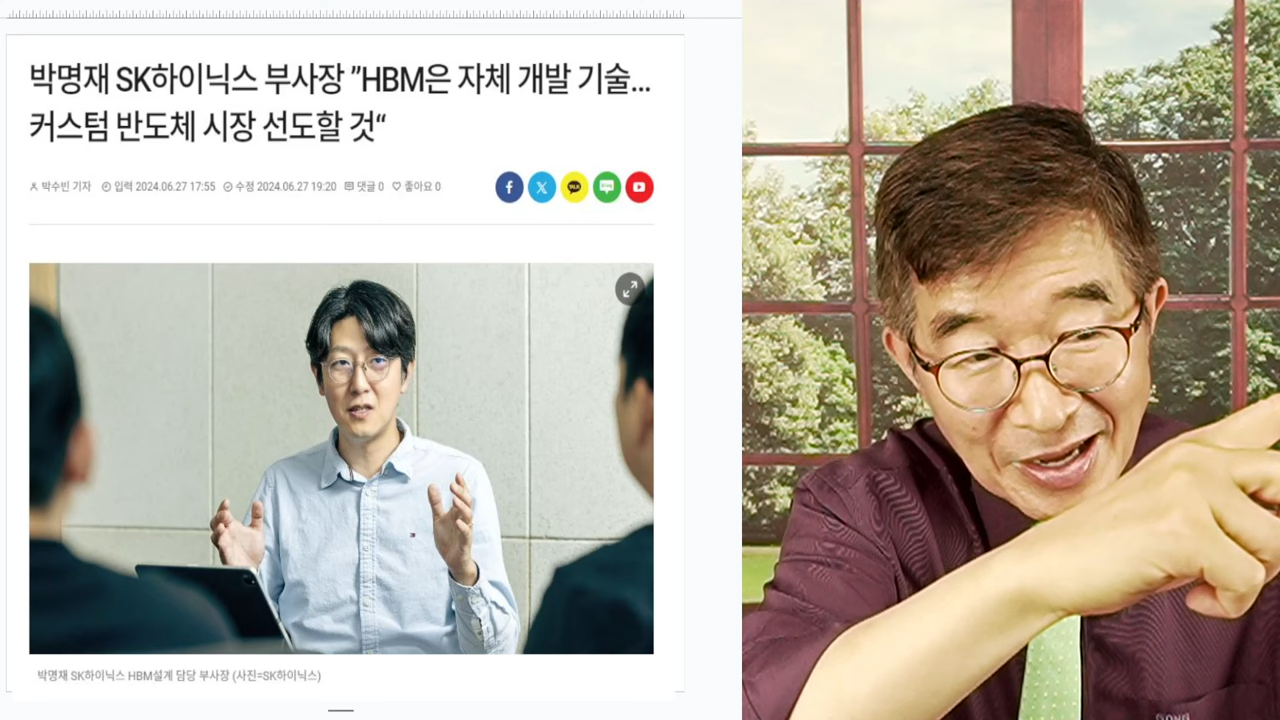 박명재 SK하이닉스 부사장 ”HBM은 자체 개발 기술...
커스텀 반도체 시장 선도할 것“
박수빈 기자 입력 2024.06.27 17:55 수정 2024.06.27 19:20 댓글 0 좋아요 0
TALK
박명재 SK하이닉스 HBM설계 담당 부사장 (사진=SK하이닉스)